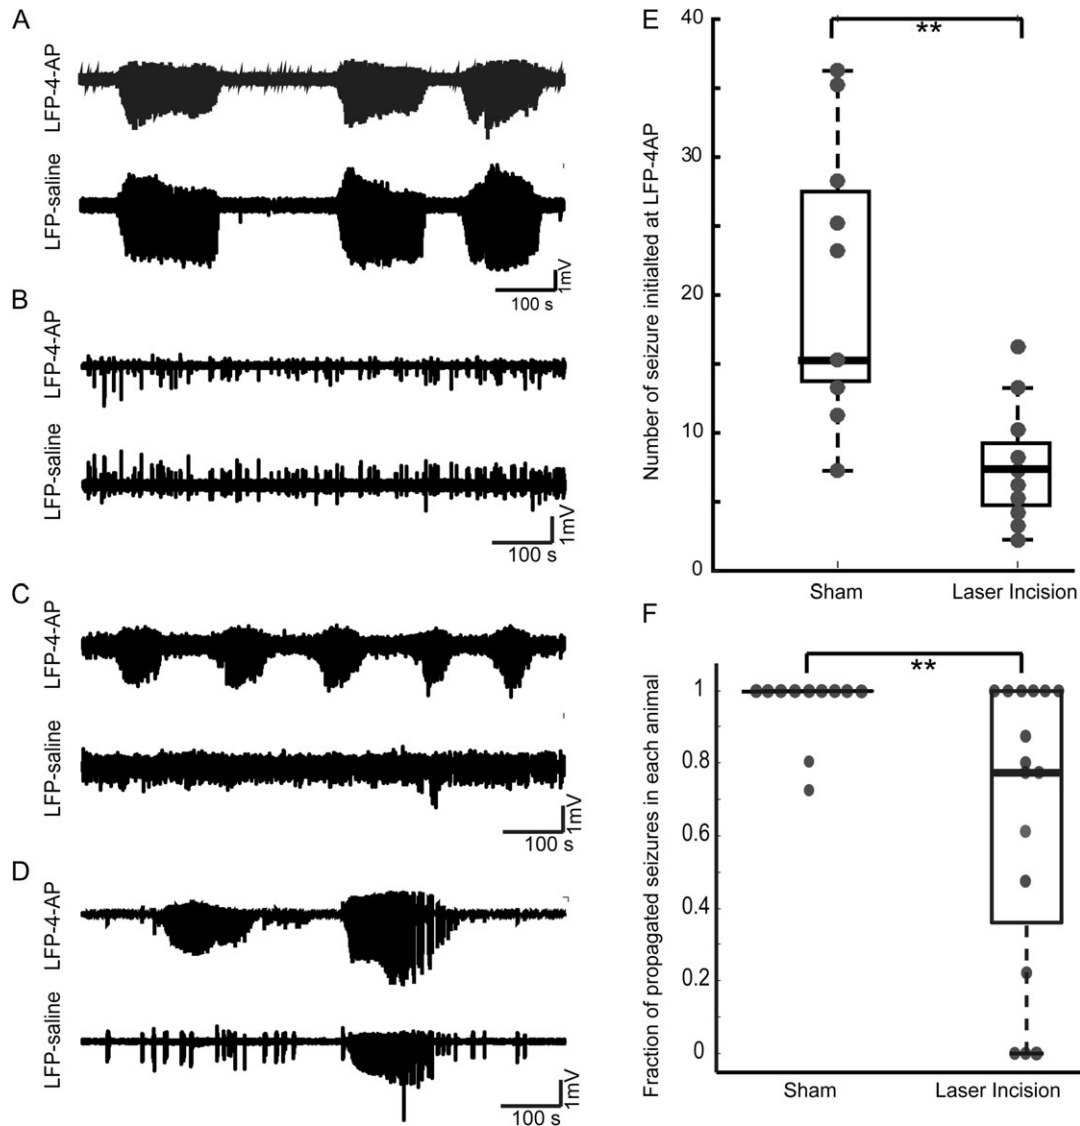 A
LFP-4-AP
LFP-saline
100 s
1mV
B
LFP-4-AP
LFP-saline
100 s
1mV
C
LFP-4-AP
LFP-saline
100 s
1mV
D
LFP-4-AP
LFP-saline
100 s
1mV
E
Number of seizure initialted at LFP-4AP
40
30
20
10
0
**
Sham
Laser Incision
F
Fraction of propagated seizures in each animal
1
0.8
0.6
0.4
0.2
0
**
Sham
Laser Incision